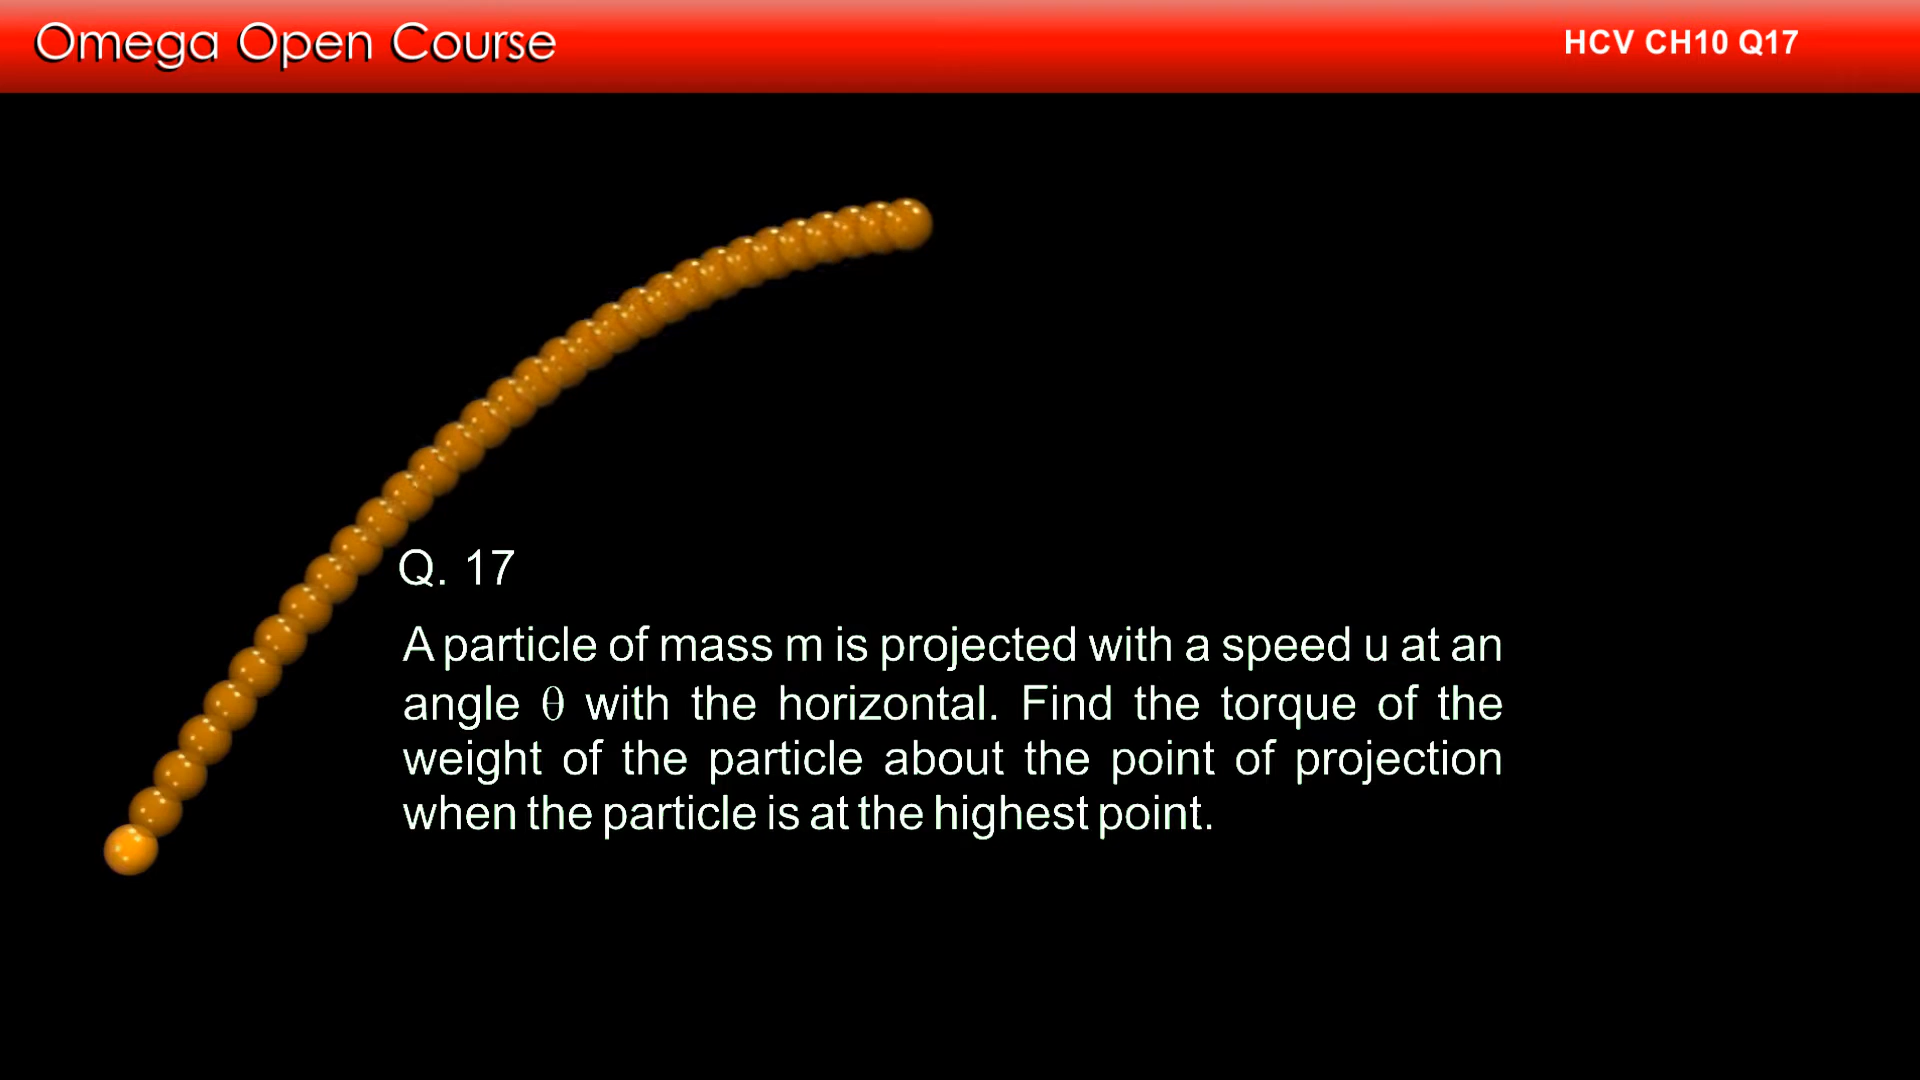 Omega Open Course
HCV CH10 Q17
Q. 17
A particle of mass m is projected with a speed u at an
angle θ with the horizontal. Find the torque of the
weight of the particle about the point of projection
when the particle is at the highest point.